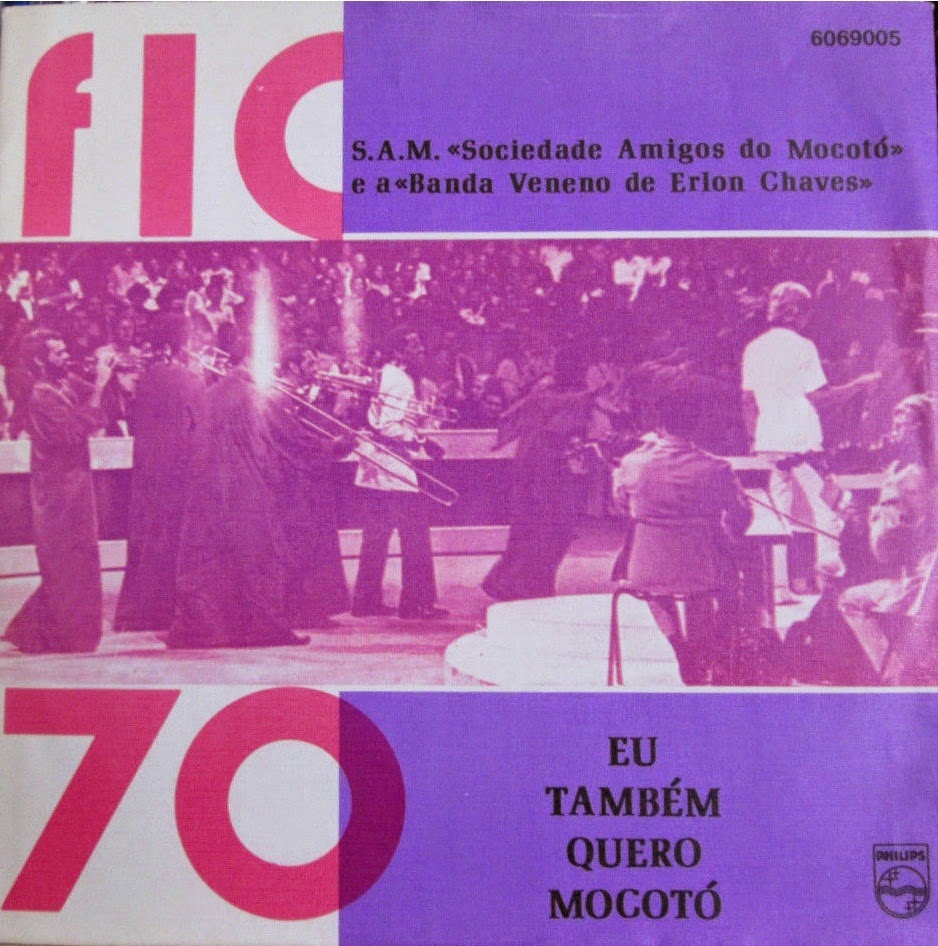 fic
6069005
S.A.M. «Sociedade Amigos do Mocotó»
e a «Banda Veneno de Erlon Chaves»
70
EU
TAMBÉM
QUERO
MOCOTÓ
PHILIPS